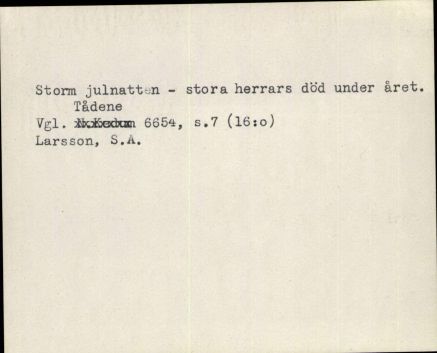 Storm julnatten - stora herrars död under året.
Tådene
Vgl. 6654, s.7 (16:o)
Larsson, S.A.